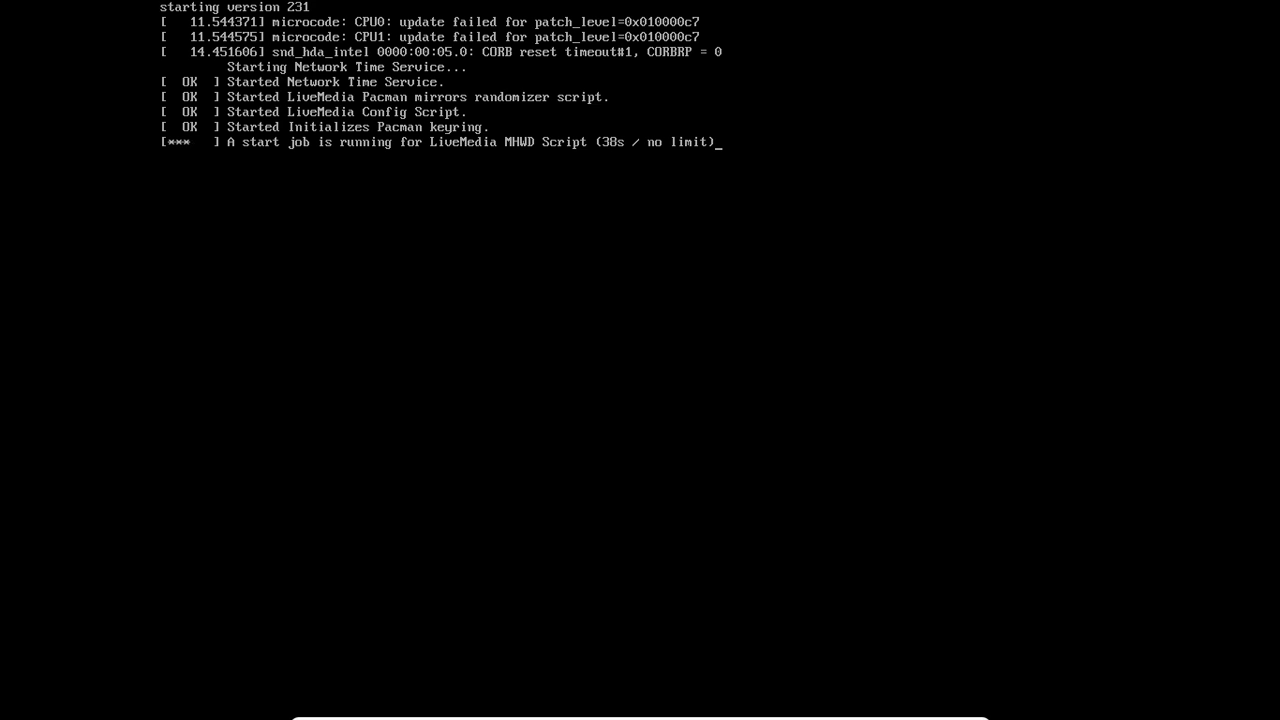 starting version 231
[   11.544371] microcode: CPU0: update failed for patch_level=0x010000c7
[   11.544575] microcode: CPU1: update failed for patch_level=0x010000c7
[   14.451606] snd_hda_intel 0000:00:05.0: CORB reset timeout#1, CORBRP = 0
         Starting Network Time Service...
[  OK  ] Started Network Time Service.
[  OK  ] Started LiveMedia Pacman mirrors randomizer script.
[  OK  ] Started LiveMedia Config Script.
[  OK  ] Started Initializes Pacman keyring.
[***   ] A start job is running for LiveMedia MHWD Script (38s / no limit)_